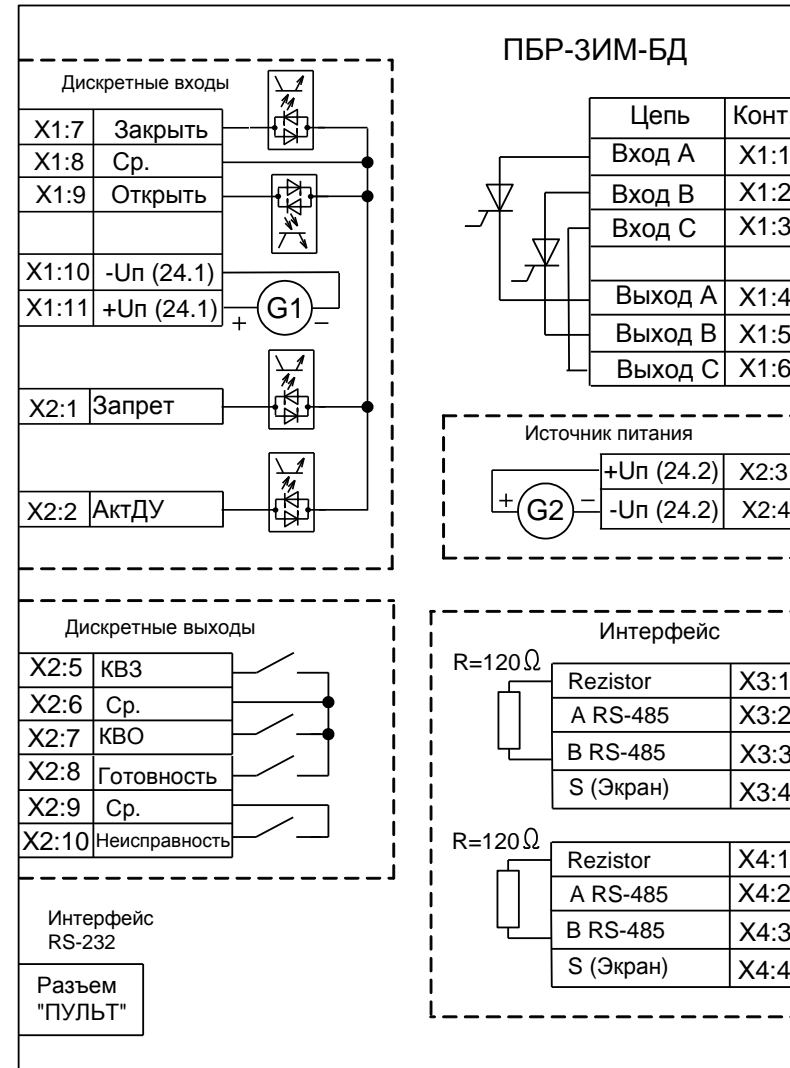 ПБР-3ИМ-БД
Дискретные входы
X1:7 Закрыть
X1:8 Ср.
X1:9 Открыть
X1:10 -Uп (24.1)
X1:11 +Uп (24.1)
+ G1 –
X2:1 Запрет
X2:2 АктДУ
Цепь Конт.
Вход А X1:1
Вход В X1:2
Вход С X1:3
Выход А X1:4
Выход В X1:5
Выход С X1:6
Источник питания
+Uп (24.2) X2:3
-Uп (24.2) X2:4
+ G2 –
Дискретные выходы
X2:5 КВЗ
X2:6 Ср.
X2:7 КВО
X2:8 Готовность
X2:9 Ср.
X2:10 Неисправность
Интерфейс
R=120Ω
Rezistor X3:1
A RS-485 X3:2
B RS-485 X3:3
S (Экран) X3:4
R=120Ω
Rezistor X4:1
A RS-485 X4:2
B RS-485 X4:3
S (Экран) X4:4
Интерфейс
RS-232
Разъем
"ПУЛЬТ"